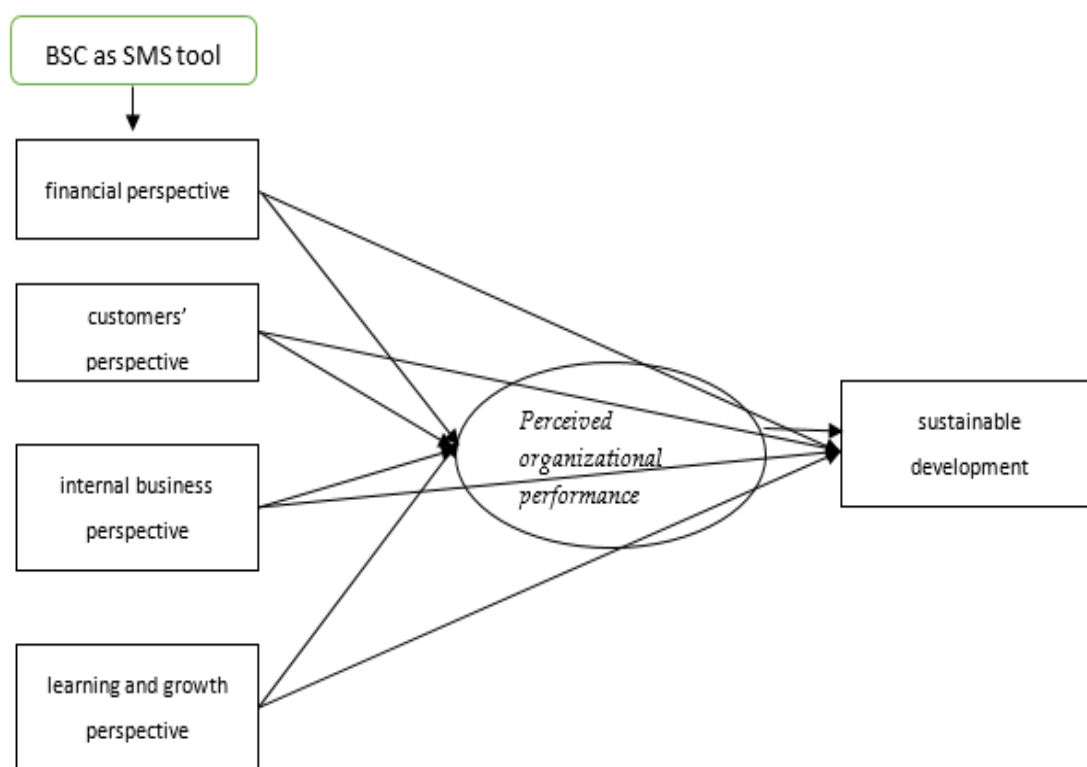 BSC as SMS tool
financial perspective
customers’
perspective
Perceived
organizational
performance
sustainable
development
internal business
perspective
learning and growth
perspective